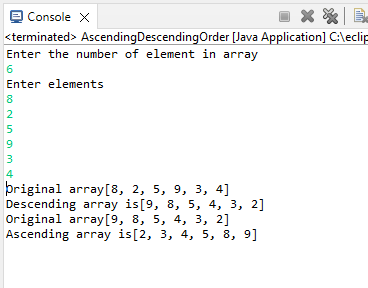 Console
<terminated> AscendingDescendingOrder [Java Application] C:\eclip
Enter the number of element in array
6
Enter elements
8
2
5
9
3
4
Original array[8, 2, 5, 9, 3, 4]
Descending array is[9, 8, 5, 4, 3, 2]
Original array[9, 8, 5, 4, 3, 2]
Ascending array is[2, 3, 4, 5, 8, 9]